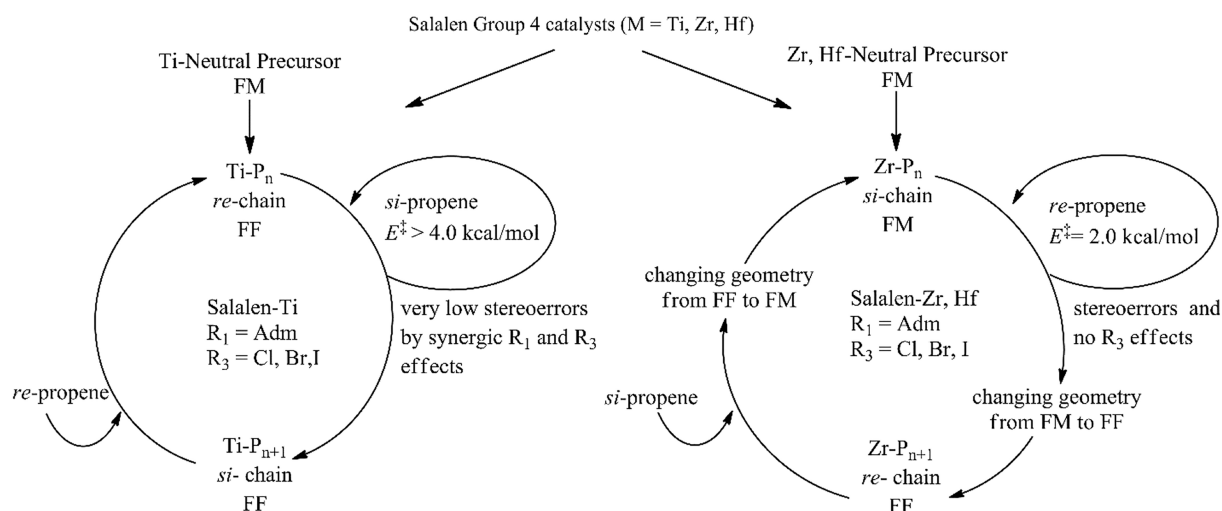 Salalen Group 4 catalysts (M = Ti, Zr, Hf)
Ti-Neutral Precursor
FM
Ti-Pn
re-chain
FF
si-propene
E‡ > 4.0 kcal/mol
Salalen-Ti
R1 = Adm
R3 = Cl, Br,I
very low stereoerrors
by synergic R1 and R3
effects
re-propene
Ti-Pn+1
si- chain
FF
Zr, Hf-Neutral Precursor
FM
Zr-Pn
si-chain
FM
re-propene
E‡= 2.0 kcal/mol
changing geometry
from FF to FM
Salalen-Zr, Hf
R1 = Adm
R3 = Cl, Br, I
stereoerrors and
no R3 effects
si-propene
changing geometry
from FM to FF
Zr-Pn+1
re- chain
FF